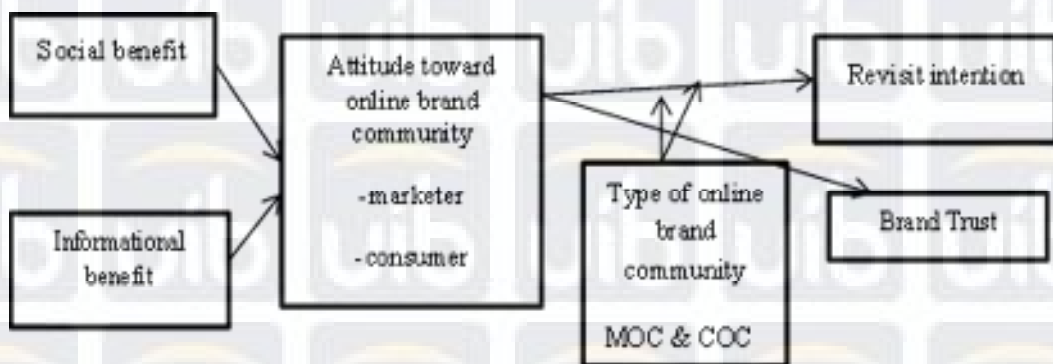 Social benefit
Informational
benefit
Attitude toward
online brand
community
-marketer
-consumer
Type of online
brand
community
MOC & COC
Revisit intention
Brand Trust
uib